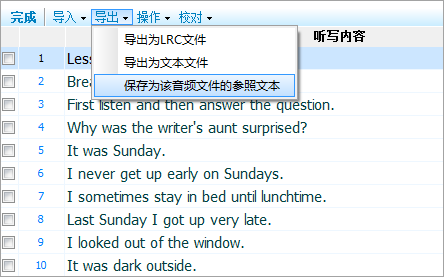 完成 导入 导出 操作 校对
听写内容
导出为LRC文件
导出为文本文件
保存为该音频文件的参照文本
1 Less
2 Brea
3 First listen and then answer the question.
4 Why was the writer's aunt surprised?
5 It was Sunday.
6 I never get up early on Sundays.
7 I sometimes stay in bed until lunchtime.
8 Last Sunday I got up very late.
9 I looked out of the window.
10 It was dark outside.